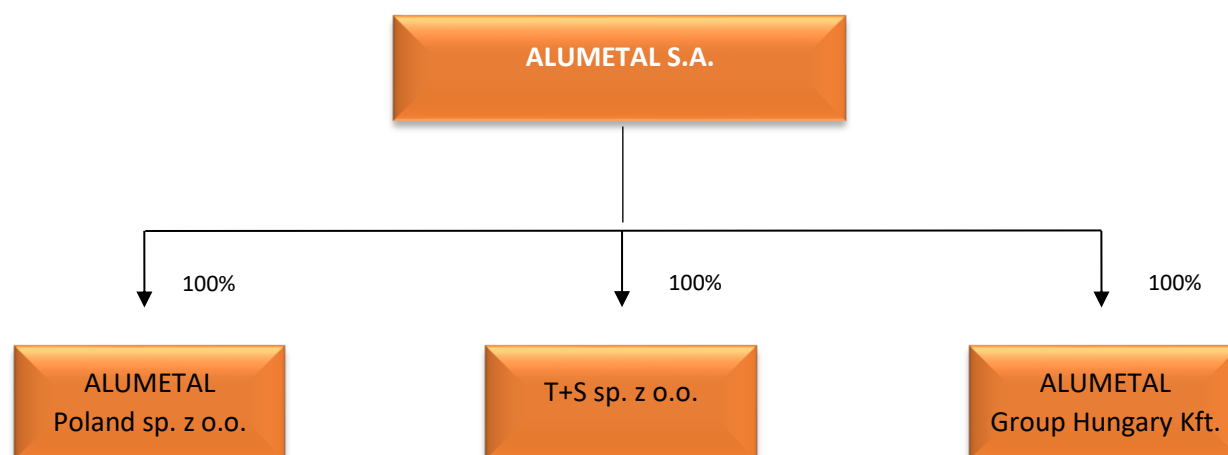 ALUMETAL S.A.
100%
100%
100%
ALUMETAL
Poland sp. z o.o.
T+S sp. z o.o.
ALUMETAL
Group Hungary Kft.